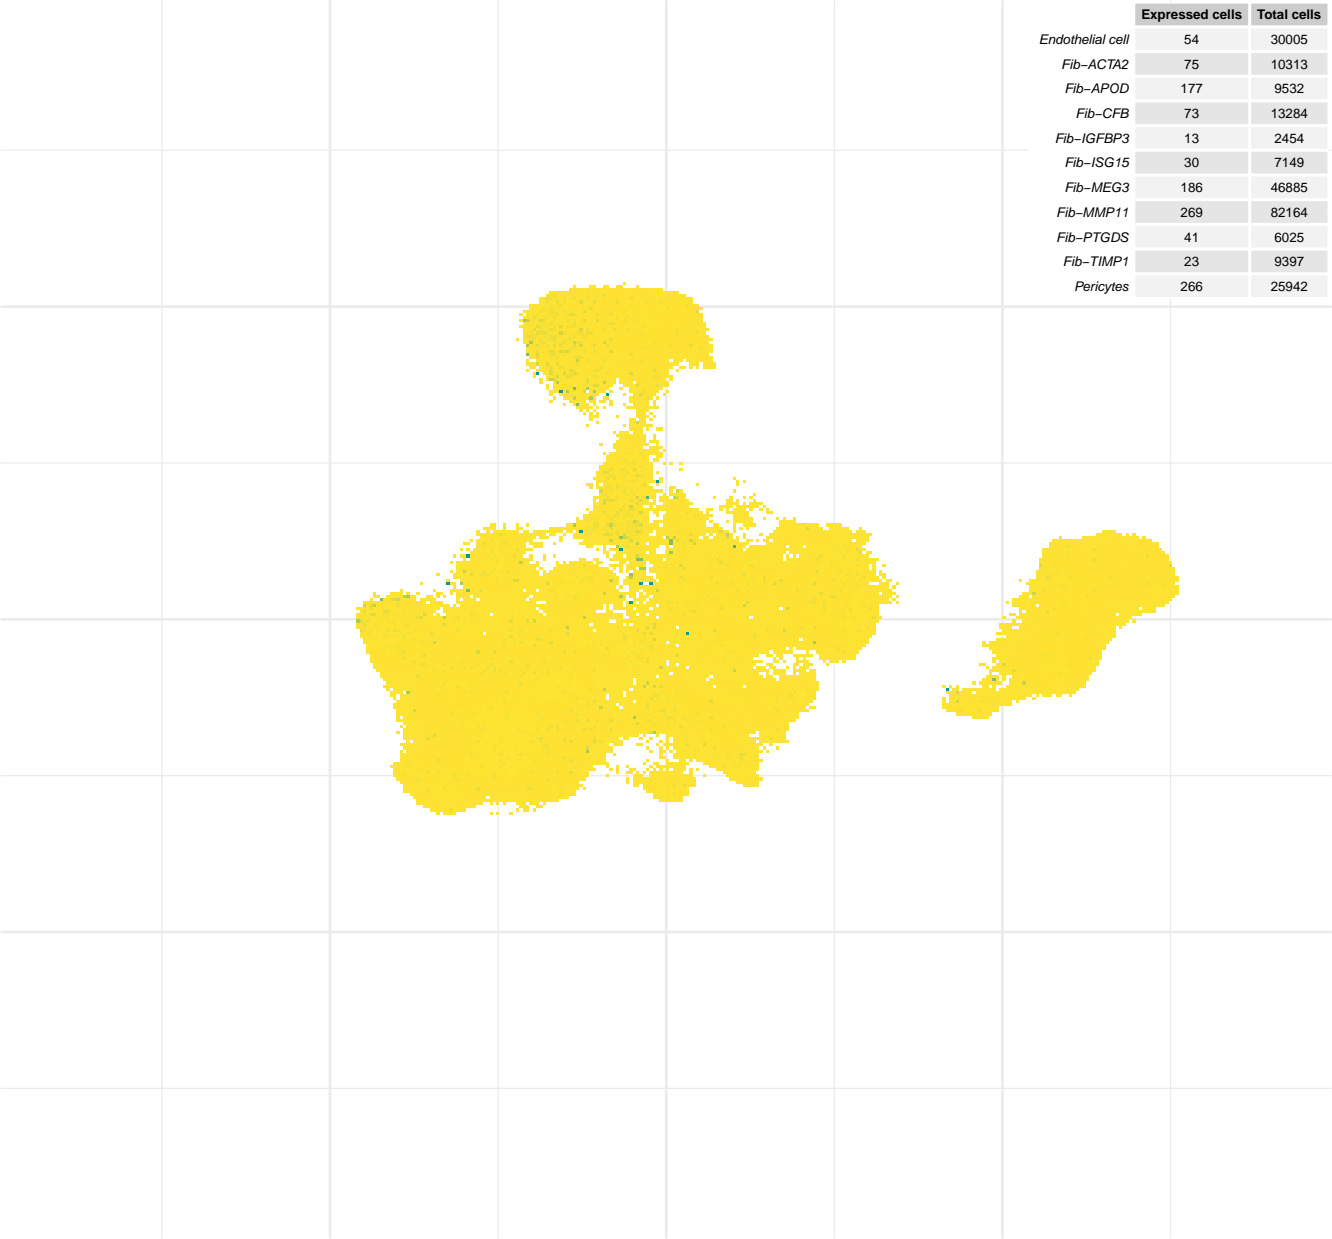 Expressed cells Total cells
Endothelial cell 54 30005
Fib−ACTA2 75 10313
Fib−APOD 177 9532
Fib−CFB 73 13284
Fib−IGFBP3 13 2454
Fib−ISG15 30 7149
Fib−MEG3 186 46885
Fib−MMP11 269 82164
Fib−PTGDS 41 6025
Fib−TIMP1 23 9397
Pericytes 266 25942